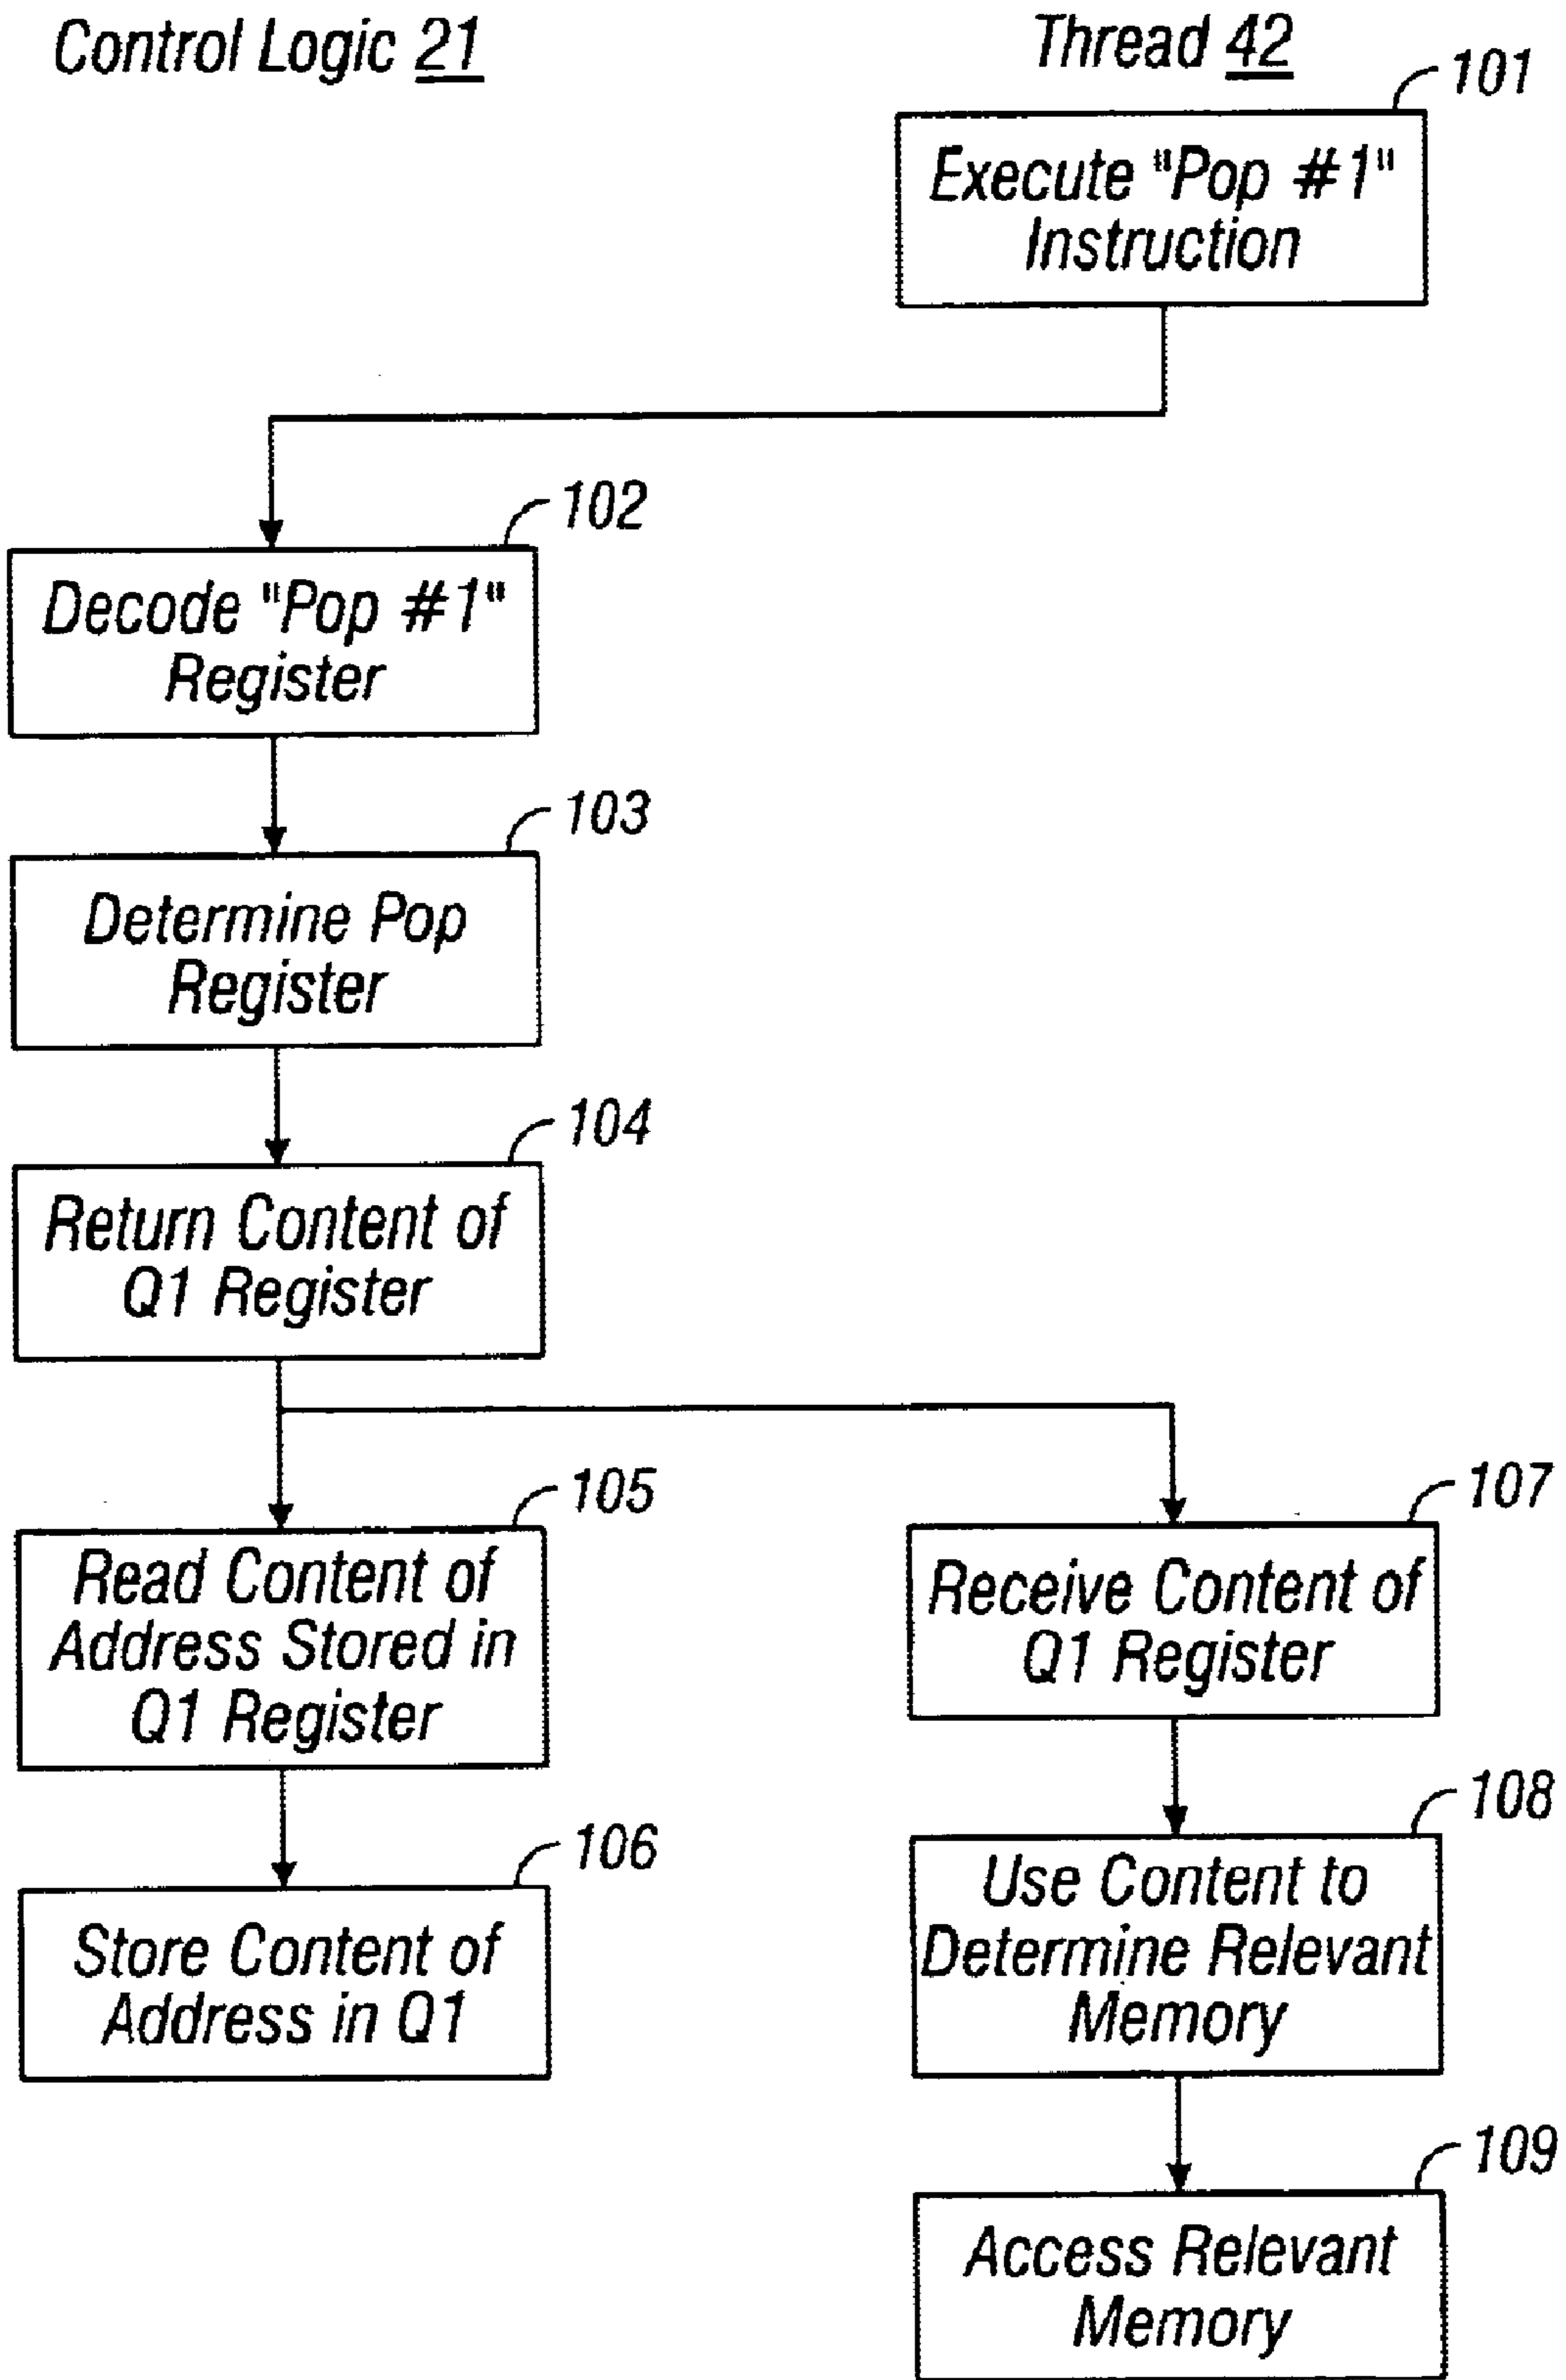 Control Logic 21
Thread 42
101
Execute "Pop #1"
Instruction
102
Decode "Pop #1"
Register
103
Determine Pop
Register
104
Return Content of
Q1 Register
105
Read Content of
Address Stored in
Q1 Register
106
Store Content of
Address in Q1
107
Receive Content of
Q1 Register
108
Use Content to
Determine Relevant
Memory
109
Access Relevant
Memory